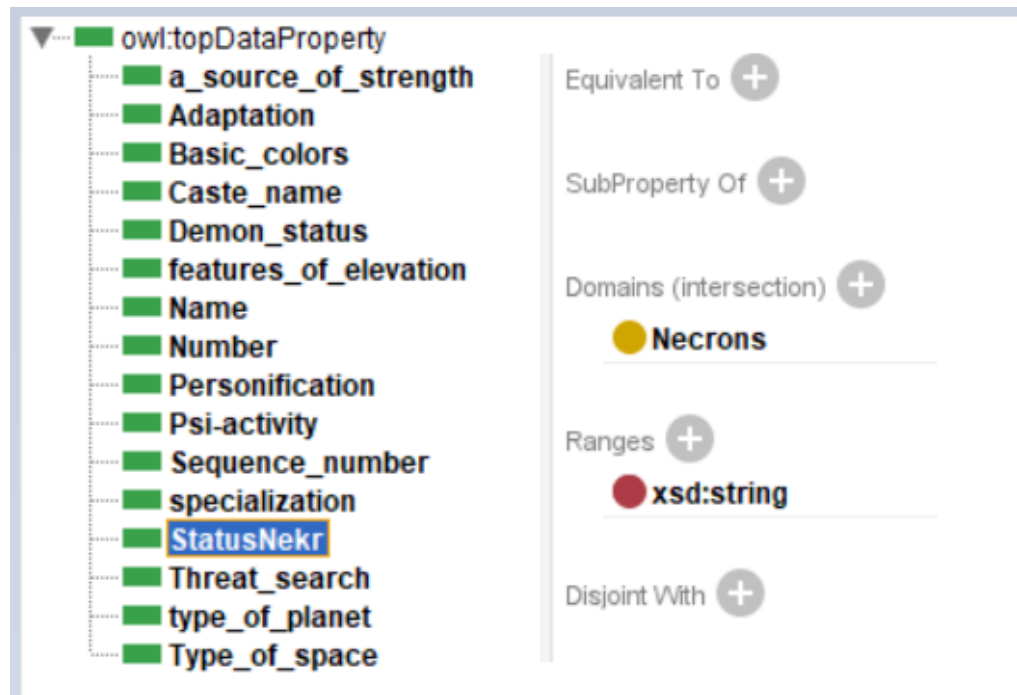 owl:topDataProperty
a_source_of_strength
Adaptation
Basic_colors
Caste_name
Demon_status
features_of_elevation
Name
Number
Personification
Psi-activity
Sequence_number
specialization
StatusNekr
Threat_search
type_of_planet
Type_of_space
Equivalent To
SubProperty Of
Domains (intersection)
Necrons
Ranges
xsd:string
Disjoint With